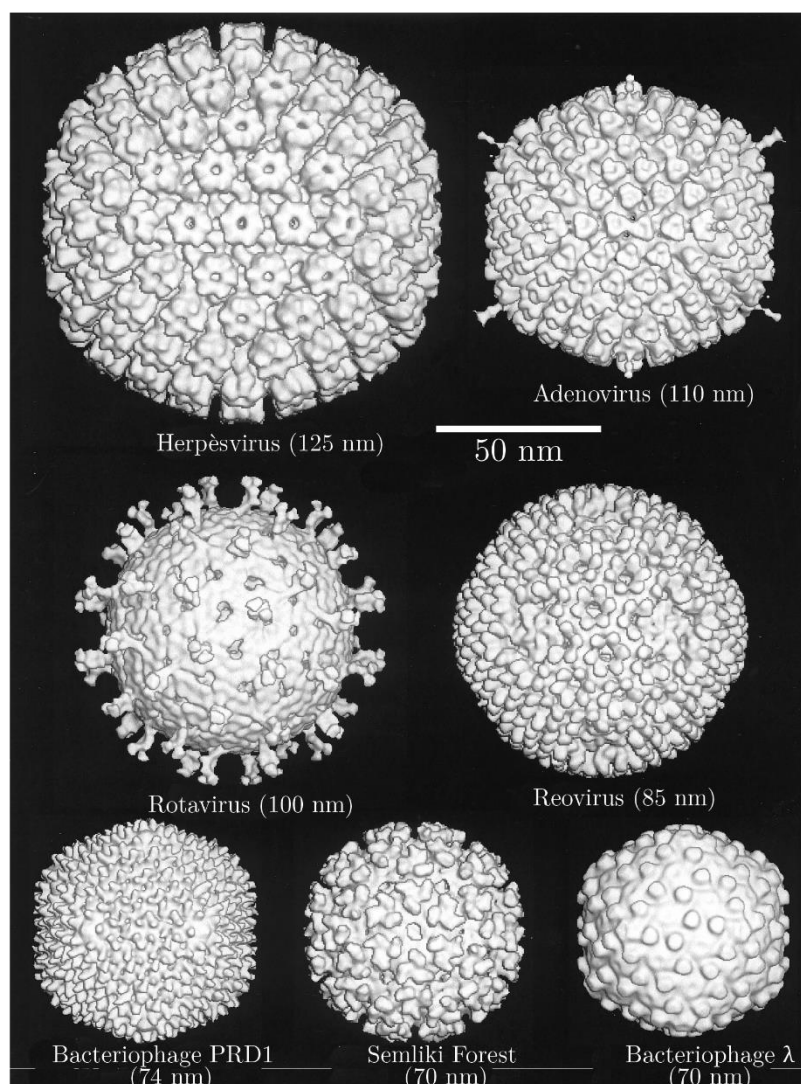 Adenovirus (110 nm)
Herpèsvirus (125 nm)
50 nm
Rotavirus (100 nm)
Reovirus (85 nm)
Bacteriophage PRD1
(74 nm)
Semliki Forest
(70 nm)
Bacteriophage λ
(70 nm)